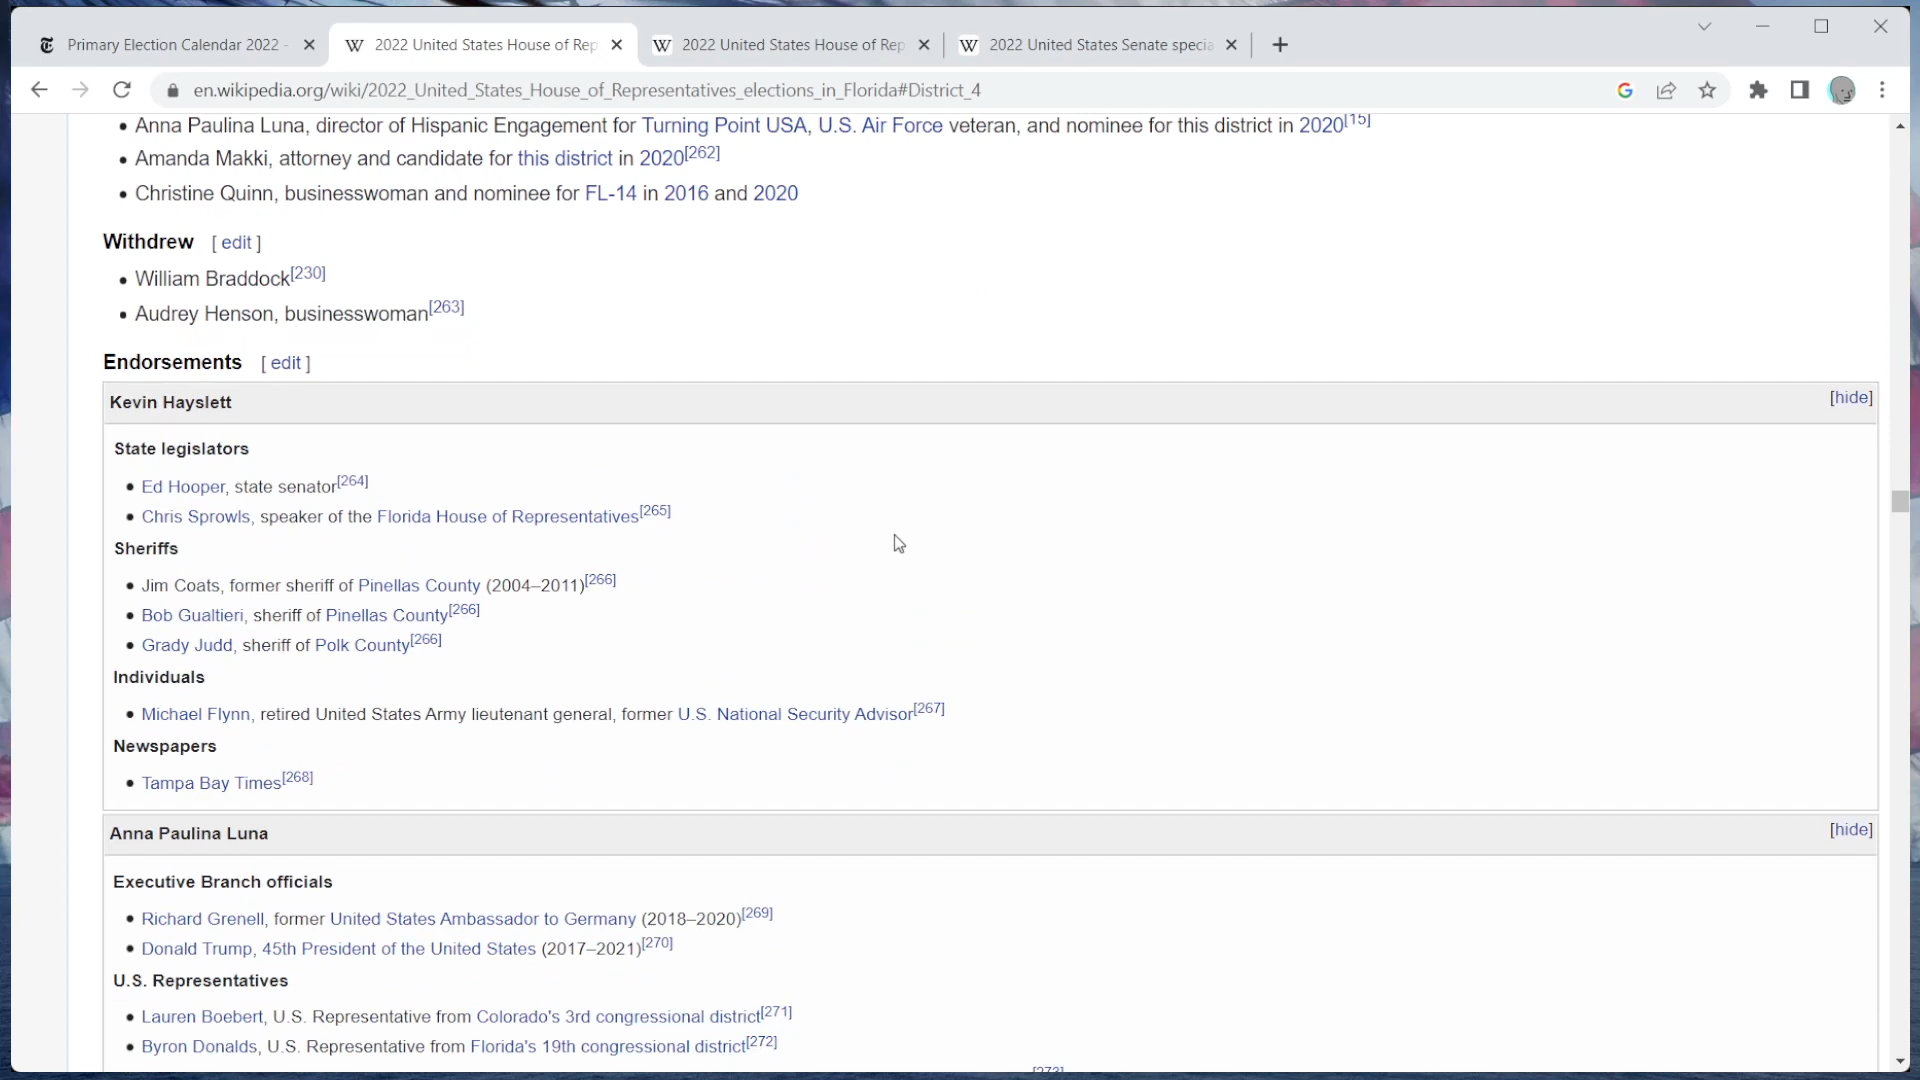 Primary Election Calendar 2022 -
2022 United States House of Rep
2022 United States House of Rep
2022 United States Senate specia
en.wikipedia.org/wiki/2022_United_States_House_of_Representatives_elections_in_Florida#District_4
Anna Paulina Luna, director of Hispanic Engagement for Turning Point USA, U.S. Air Force veteran, and nominee for this district in 2020[15]
Amanda Makki, attorney and candidate for this district in 2020[262]
Christine Quinn, businesswoman and nominee for FL-14 in 2016 and 2020
Withdrew [ edit ]
William Braddock[230]
Audrey Henson, businesswoman[263]
Endorsements [ edit ]
Kevin Hayslett [hide]
State legislators
Ed Hooper, state senator[264]
Chris Sprowls, speaker of the Florida House of Representatives[265]
Sheriffs
Jim Coats, former sheriff of Pinellas County (2004–2011)[266]
Bob Gualtieri, sheriff of Pinellas County[266]
Grady Judd, sheriff of Polk County[266]
Individuals
Michael Flynn, retired United States Army lieutenant general, former U.S. National Security Advisor[267]
Newspapers
Tampa Bay Times[268]
Anna Paulina Luna [hide]
Executive Branch officials
Richard Grenell, former United States Ambassador to Germany (2018–2020)[269]
Donald Trump, 45th President of the United States (2017–2021)[270]
U.S. Representatives
Lauren Boebert, U.S. Representative from Colorado's 3rd congressional district[271]
Byron Donalds, U.S. Representative from Florida's 19th congressional district[272]
[273]